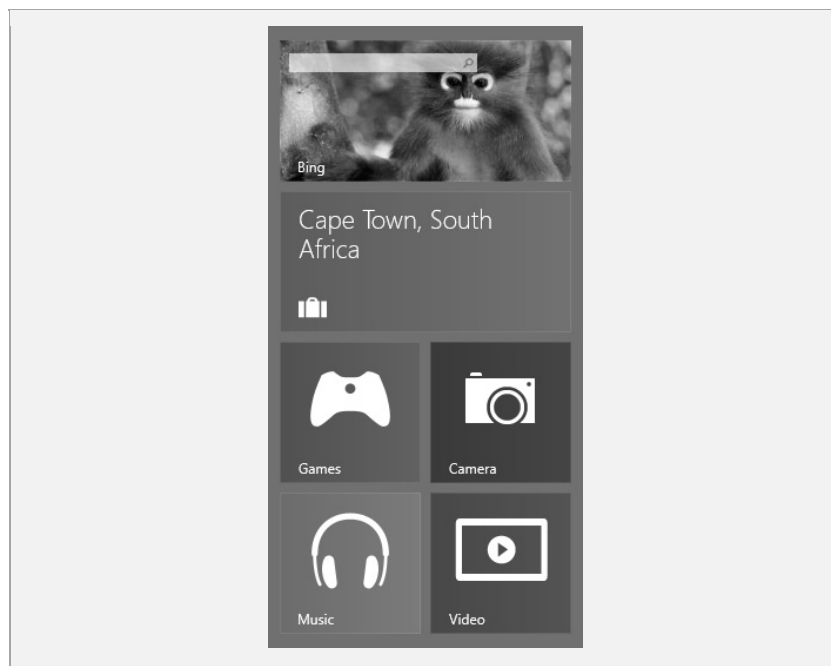 Bing
Cape Town, South
Africa
Games
Camera
Music
Video